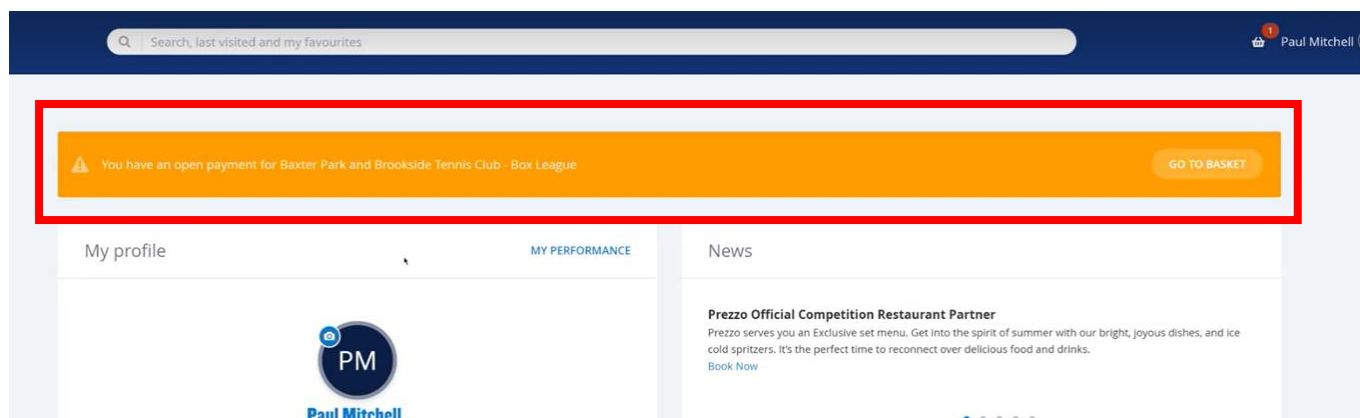 Search, last visited and my favourites
1
Paul Mitchell
You have an open payment for Baxter Park and Brookside Tennis Club - Box League
GO TO BASKET
My profile
MY PERFORMANCE
PM
Paul Mitchell
News
Prezzo Official Competition Restaurant Partner
Prezzo serves you an Exclusive set menu. Get into the spirit of summer with our bright, joyous dishes, and ice
cold spritzers. It's the perfect time to reconnect over delicious food and drinks.
Book Now